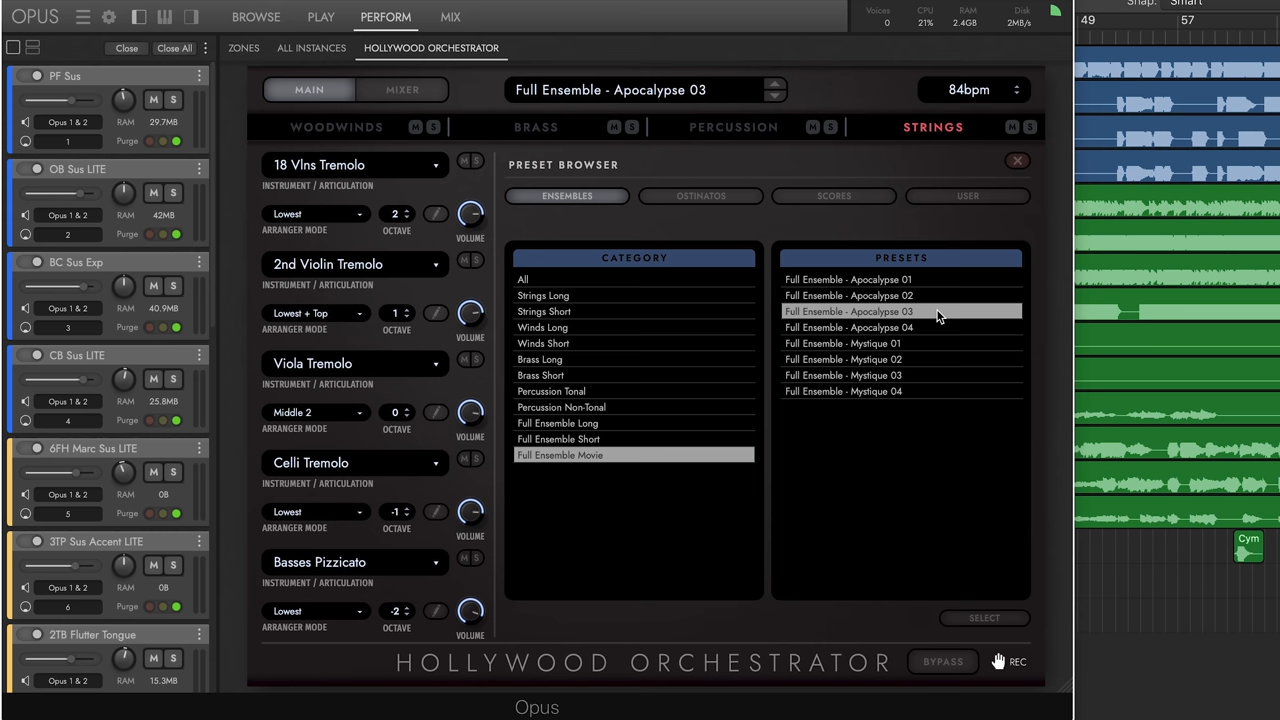 OPUS BROWSE PLAY PERFORM MIX
Voices CPU RAM Disk
0 21% 2.4GB 2MB/s
Snap: Smart
49 57
Close Close All
ZONES ALL INSTANCES HOLLYWOOD ORCHESTRATOR
PF Sus
M S
Opus 1 & 2 RAM 29.7MB
1 Purge
OB Sus LITE
M S
Opus 1 & 2 RAM 42MB
2 Purge
BC Sus Exp
M S
Opus 1 & 2 RAM 40.9MB
3 Purge
CB Sus LITE
M S
Opus 1 & 2 RAM 25.8MB
4 Purge
6FH Marc Sus LITE
M S
Opus 1 & 2 RAM 0B
5 Purge
3TP Sus Accent LITE
M S
Opus 1 & 2 RAM 0B
6 Purge
2TB Flutter Tongue
M S
Opus 1 & 2 RAM 15.3MB
MAIN MIXER
Full Ensemble - Apocalypse 03
84bpm
WOODWINDS M S BRASS M S PERCUSSION M S STRINGS M S
18 Vlns Tremolo M S
INSTRUMENT / ARTICULATION
Lowest 2
ARRANGER MODE OCTAVE VOLUME
2nd Violin Tremolo M S
INSTRUMENT / ARTICULATION
Lowest + Top 1
ARRANGER MODE OCTAVE VOLUME
Viola Tremolo M S
INSTRUMENT / ARTICULATION
Middle 2 0
ARRANGER MODE OCTAVE VOLUME
Celli Tremolo M S
INSTRUMENT / ARTICULATION
Lowest -1
ARRANGER MODE OCTAVE VOLUME
Basses Pizzicato M S
INSTRUMENT / ARTICULATION
Lowest -2
ARRANGER MODE OCTAVE VOLUME
PRESET BROWSER
ENSEMBLES OSTINATOS SCORES USER
CATEGORY
All
Strings Long
Strings Short
Winds Long
Winds Short
Brass Long
Brass Short
Percussion Tonal
Percussion Non-Tonal
Full Ensemble Long
Full Ensemble Short
Full Ensemble Movie
PRESETS
Full Ensemble - Apocalypse 01
Full Ensemble - Apocalypse 02
Full Ensemble - Apocalypse 03
Full Ensemble - Apocalypse 04
Full Ensemble - Mystique 01
Full Ensemble - Mystique 02
Full Ensemble - Mystique 03
Full Ensemble - Mystique 04
SELECT
HOLLYWOOD ORCHESTRATOR BYPASS REC
Opus
Cym